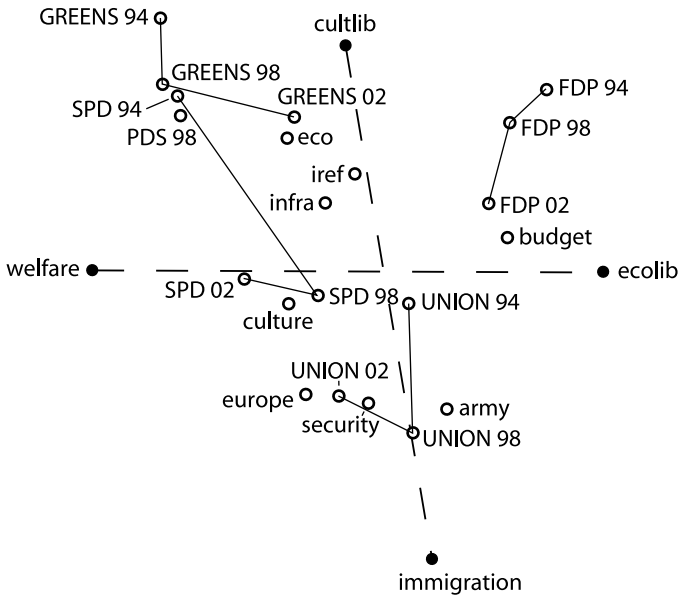 GREENS 94
cultlib
GREENS 98
FDP 94
SPD 94
GREENS 02
PDS 98
FDP 98
eco
iref
infra
FDP 02
budget
welfare
ecolib
SPD 02
SPD 98
UNION 94
culture
UNION 02
europe
army
security
UNION 98
immigration